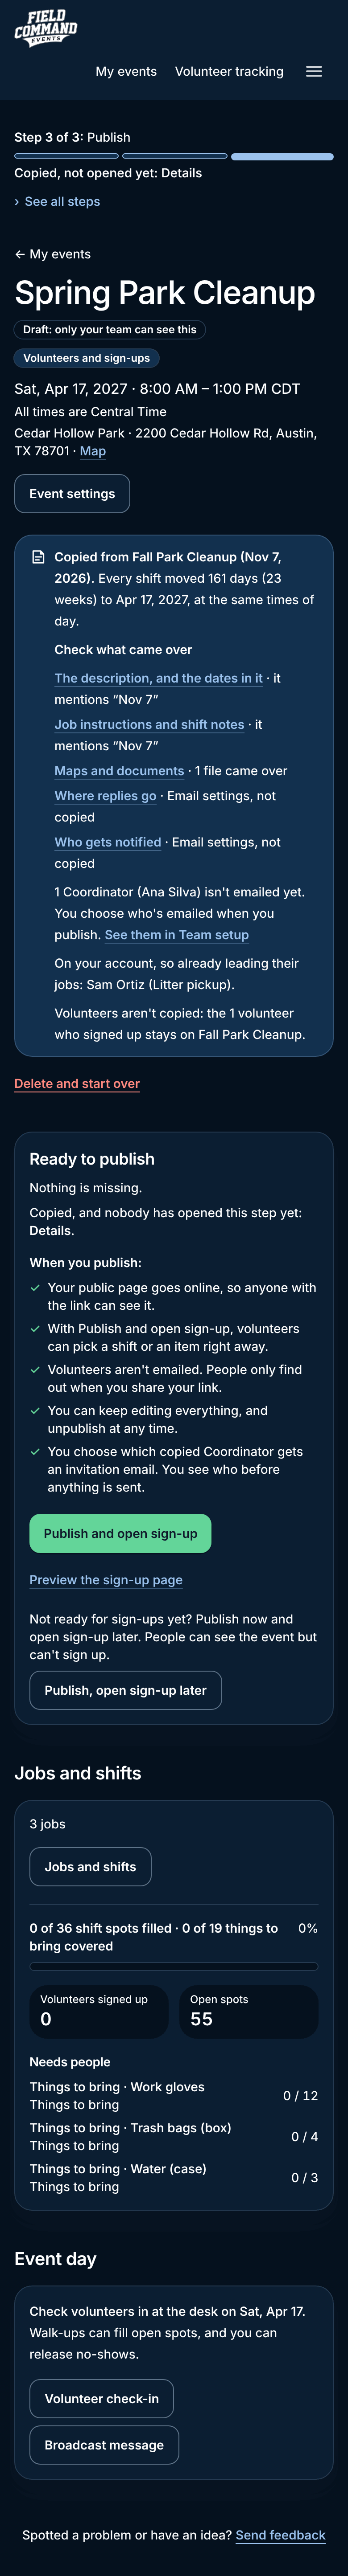 FIELD
COMMAND
EVENTS
My events
Volunteer tracking
Step 3 of 3: Publish
Copied, not opened yet: Details
› See all steps
← My events
Spring Park Cleanup
Draft: only your team can see this
Volunteers and sign-ups
Sat, Apr 17, 2027 · 8:00 AM – 1:00 PM CDT
All times are Central Time
Cedar Hollow Park · 2200 Cedar Hollow Rd, Austin,
TX 78701 · Map
Event settings
Copied from Fall Park Cleanup (Nov 7,
2026). Every shift moved 161 days (23
weeks) to Apr 17, 2027, at the same times of
day.
Check what came over
The description, and the dates in it · it
mentions “Nov 7”
Job instructions and shift notes · it
mentions “Nov 7”
Maps and documents · 1 file came over
Where replies go · Email settings, not
copied
Who gets notified · Email settings, not
copied
1 Coordinator (Ana Silva) isn't emailed yet.
You choose who's emailed when you
publish. See them in Team setup
On your account, so already leading their
jobs: Sam Ortiz (Litter pickup).
Volunteers aren't copied: the 1 volunteer
who signed up stays on Fall Park Cleanup.
Delete and start over
Ready to publish
Nothing is missing.
Copied, and nobody has opened this step yet:
Details.
When you publish:
✓ Your public page goes online, so anyone with
the link can see it.
✓ With Publish and open sign-up, volunteers
can pick a shift or an item right away.
✓ Volunteers aren't emailed. People only find
out when you share your link.
✓ You can keep editing everything, and
unpublish at any time.
✓ You choose which copied Coordinator gets
an invitation email. You see who before
anything is sent.
Publish and open sign-up
Preview the sign-up page
Not ready for sign-ups yet? Publish now and
open sign-up later. People can see the event but
can't sign up.
Publish, open sign-up later
Jobs and shifts
3 jobs
Jobs and shifts
0 of 36 shift spots filled · 0 of 19 things to
bring covered
0%
Volunteers signed up
0
Open spots
55
Needs people
Things to bring · Work gloves
Things to bring
0 / 12
Things to bring · Trash bags (box)
Things to bring
0 / 4
Things to bring · Water (case)
Things to bring
0 / 3
Event day
Check volunteers in at the desk on Sat, Apr 17.
Walk-ups can fill open spots, and you can
release no-shows.
Volunteer check-in
Broadcast message
Spotted a problem or have an idea? Send feedback